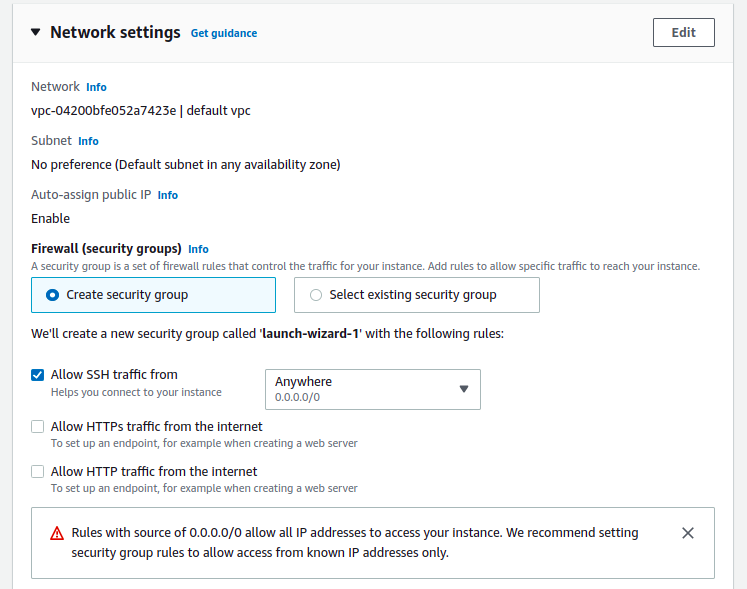 Network settings Get guidance
Edit
Network Info
vpc-04200bfe052a7423e | default vpc
Subnet Info
No preference (Default subnet in any availability zone)
Auto-assign public IP Info
Enable
Firewall (security groups) Info
A security group is a set of firewall rules that control the traffic for your instance. Add rules to allow specific traffic to reach your instance.
Create security group
Select existing security group
We'll create a new security group called 'launch-wizard-1' with the following rules:
Allow SSH traffic from
Helps you connect to your instance
Anywhere
0.0.0.0/0
Allow HTTPs traffic from the internet
To set up an endpoint, for example when creating a web server
Allow HTTP traffic from the internet
To set up an endpoint, for example when creating a web server
Rules with source of 0.0.0.0/0 allow all IP addresses to access your instance. We recommend setting
security group rules to allow access from known IP addresses only.